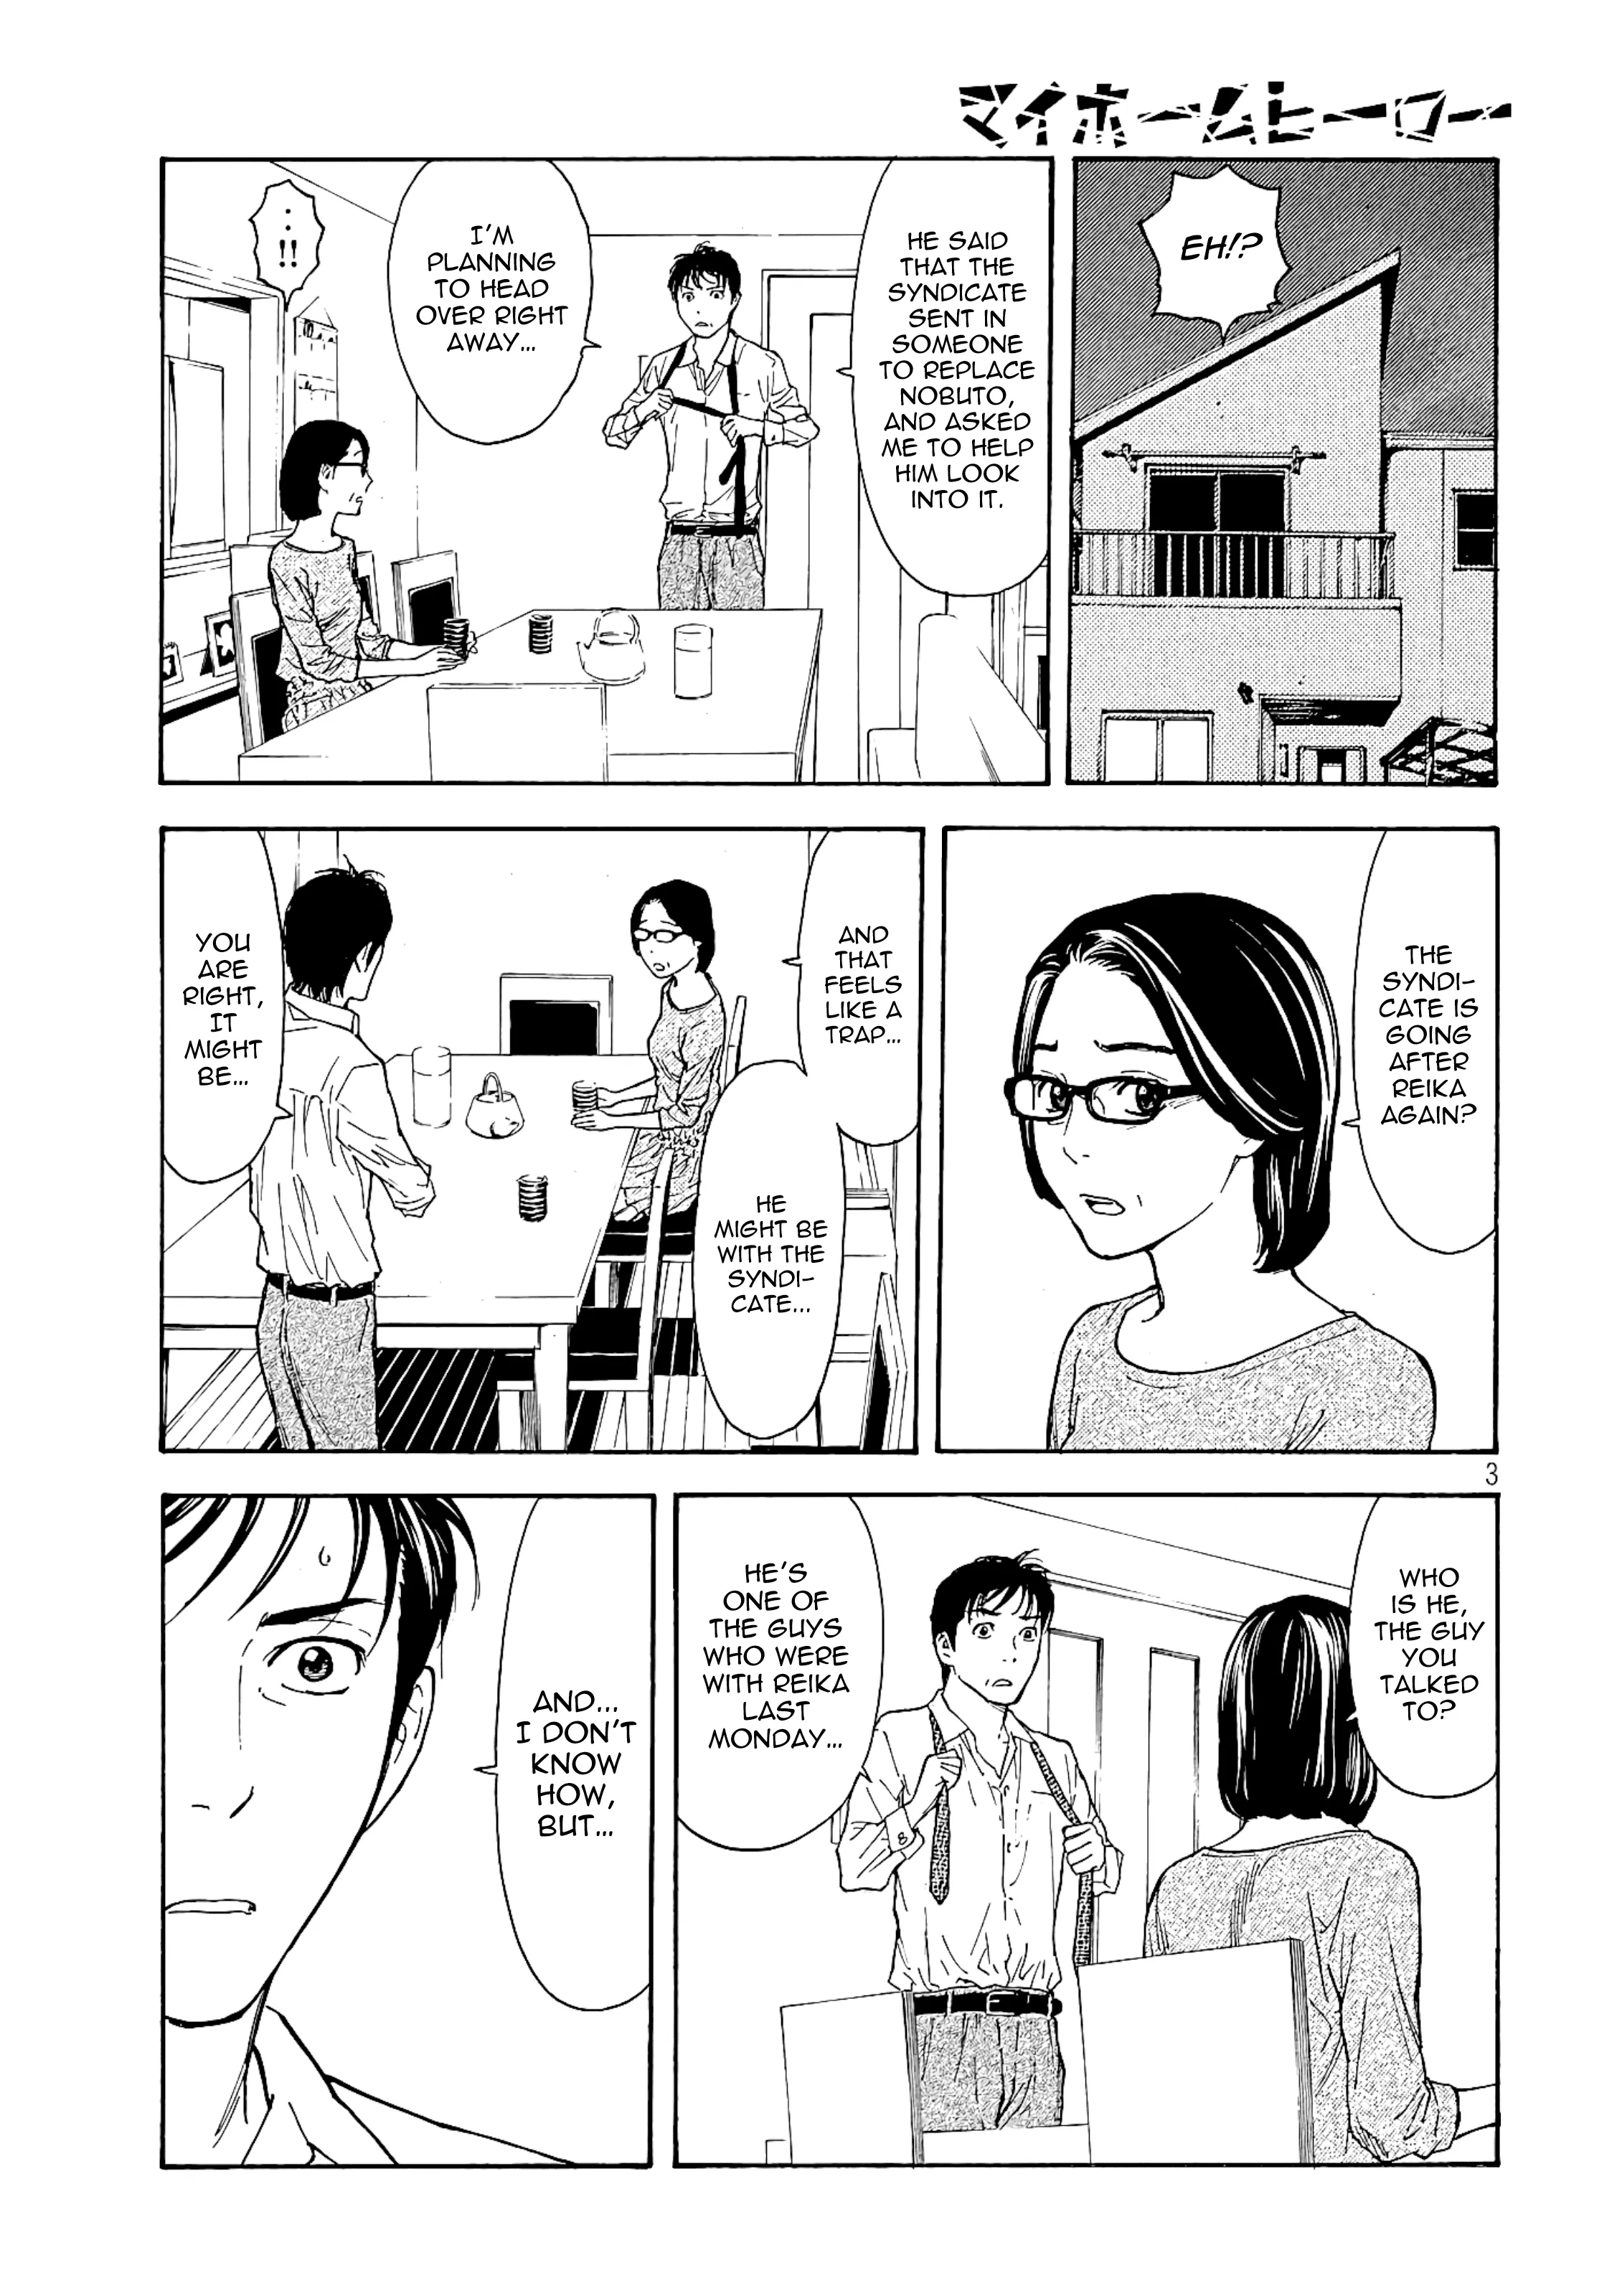 マイホームヒーロー
EH!?
HE SAID
THAT THE
SYNDICATE
SENT IN
SOMEONE
TO REPLACE
NOBUTO,
AND ASKED
ME TO HELP
HIM LOOK
INTO IT.
I'M
PLANNING
TO HEAD
OVER RIGHT
AWAY...
..!!
THE
SYNDI-
CATE IS
GOING
AFTER
REIKA
AGAIN?
AND
THAT
FEELS
LIKE A
TRAP...
HE
MIGHT BE
WITH THE
SYNDI-
CATE...
YOU
ARE
RIGHT,
IT
MIGHT
BE...
3
WHO
IS HE,
THE GUY
YOU
TALKED
TO?
HE'S
ONE OF
THE GUYS
WHO WERE
WITH REIKA
LAST
MONDAY...
AND...
I DON'T
KNOW
HOW,
BUT...